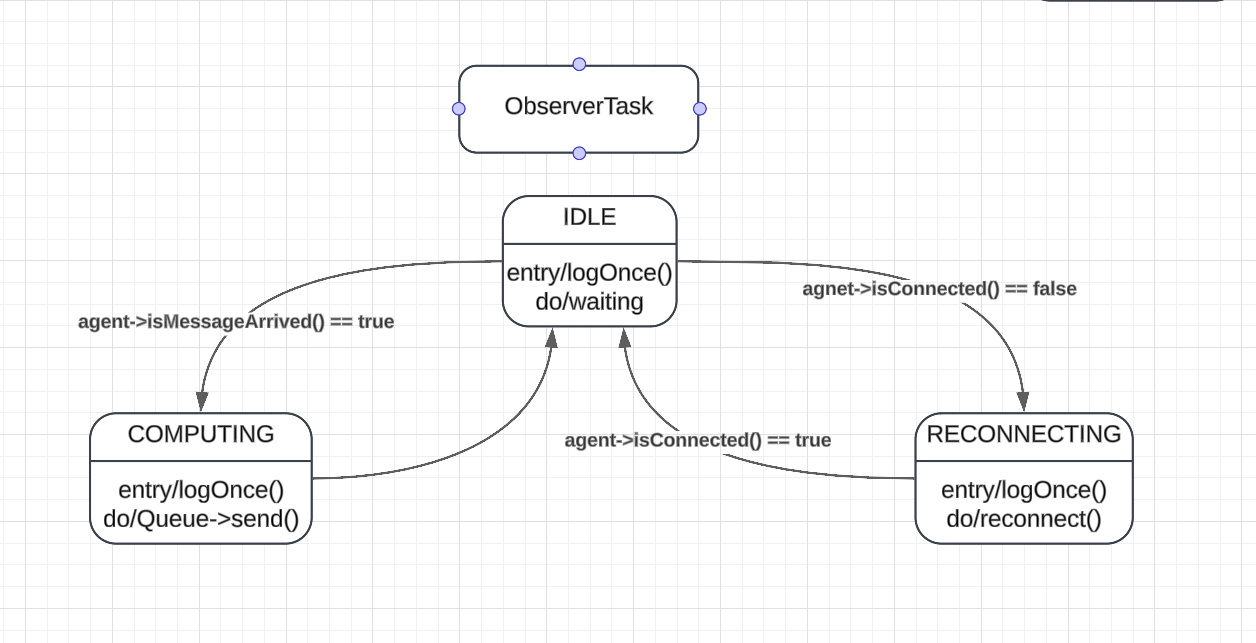 ObserverTask
IDLE
entry/logOnce()
do/waiting
agnet->isConnected() == false
agent->isMessageArrived() == true
COMPUTING
entry/logOnce()
do/Queue->send()
agent->isConnected() == true
RECONNECTING
entry/logOnce()
do/reconnect()